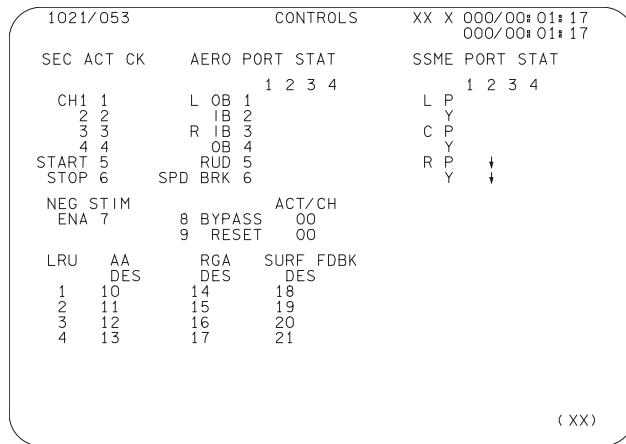 1021/053 CONTROLS XX X 000/00:01:17
000/00:01:17
SEC ACT CK AERO PORT STAT SSME PORT STAT
1 2 3 4 1 2 3 4
CH1 1 L OB 1 L P
2 2 IB 2 Y
3 3 R IB 3 C P
4 4 OB 4 Y
START 5 RUD 5 R P ↓
STOP 6 SPD BRK 6 Y ↓
NEG STIM ACT/CH
ENA 7 8 BYPASS 00
9 RESET 00
LRU AA RGA SURF FDBK
DES DES DES
1 10 14 18
2 11 15 19
3 12 16 20
4 13 17 21
(XX)